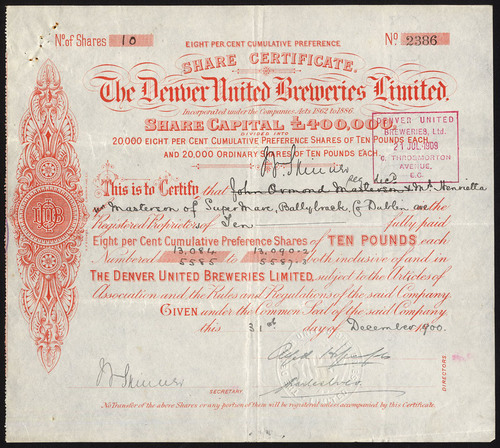 No. of Shares 10
No. 2386
EIGHT PER CENT CUMULATIVE PREFERENCE
SHARE CERTIFICATE.
The Denver United Breweries Limited.
Incorporated under the Companies Acts 1862 to 1886.
SHARE CAPITAL £400,000,
DIVIDED INTO
20,000 EIGHT PER CENT CUMULATIVE PREFERENCE SHARES OF TEN POUNDS EACH
AND 20,000 ORDINARY SHARES OF TEN POUNDS EACH.
DENVER UNITED
BREWERIES, Ltd.
21 JUL 1909
6, THROGMORTON
AVENUE,
E.C.
This is to Certify that John Ormond Masterson & Mrs Henrietta
Masterson of Ballybrack, Co Dublin are the
Registered Proprietors of Ten fully paid
Eight per Cent Cumulative Preference Shares of TEN POUNDS each
Numbered 13,084 to 13,090
5585 both inclusive of and in
THE DENVER UNITED BREWERIES LIMITED, subject to the Articles of
Association and the Rules and Regulations of the said Company.
GIVEN under the Common Seal of the said Company
this 31st day of December 1900.
DIRECTORS
SECRETARY
No Transfer of the above Shares or any portion of them will be registered unless accompanied by this Certificate.
DUB